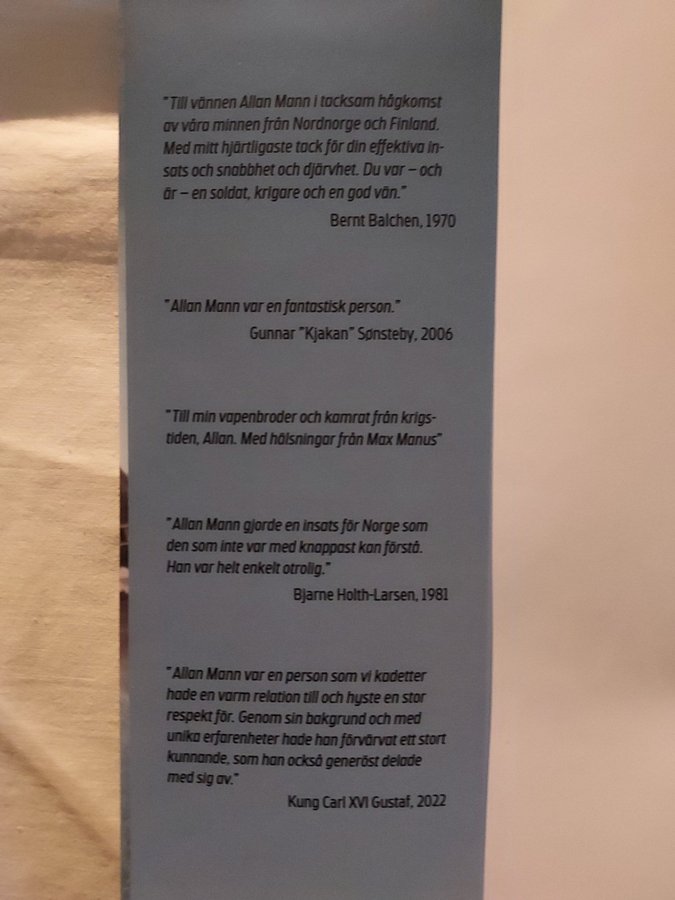 "Till vännen Allan Mann i tacksam hågkomst
av våra minnen från Nordnorge och Finland.
Med mitt hjärtligaste tack för din effektiva in-
sats och snabbhet och djärvhet. Du var – och
är – en soldat, krigare och en god vän."
Bernt Balchen, 1970
"Allan Mann var en fantastisk person."
Gunnar "Kjakan" Sønsteby, 2006
"Till min vapenbroder och kamrat från krigs-
tiden, Allan. Med hälsningar från Max Manus"
"Allan Mann gjorde en insats för Norge som
den som inte var med knappast kan förstå.
Han var helt enkelt otrolig."
Bjarne Holth-Larsen, 1981
"Allan Mann var en person som vi kadetter
hade en varm relation till och hyste en stor
respekt för. Genom sin bakgrund och med
unika erfarenheter hade han förvärvat ett stort
kunnande, som han också generöst delade
med sig av."
Kung Carl XVI Gustaf, 2022